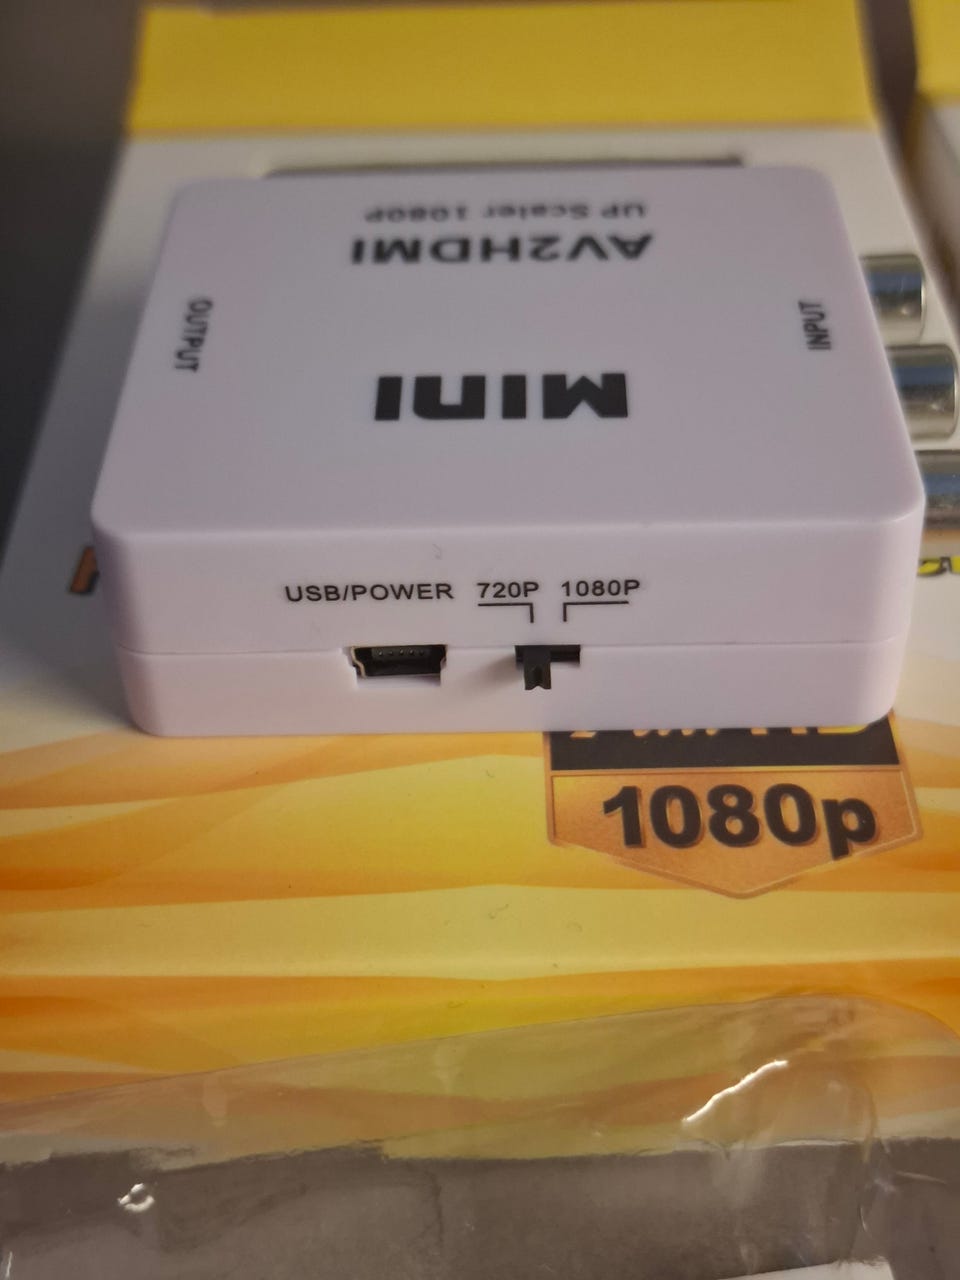 UP Scaler 1080P
AV2HDMI
OUTPUT
INPUT
MINI
USB/POWER 720P 1080P
1080p